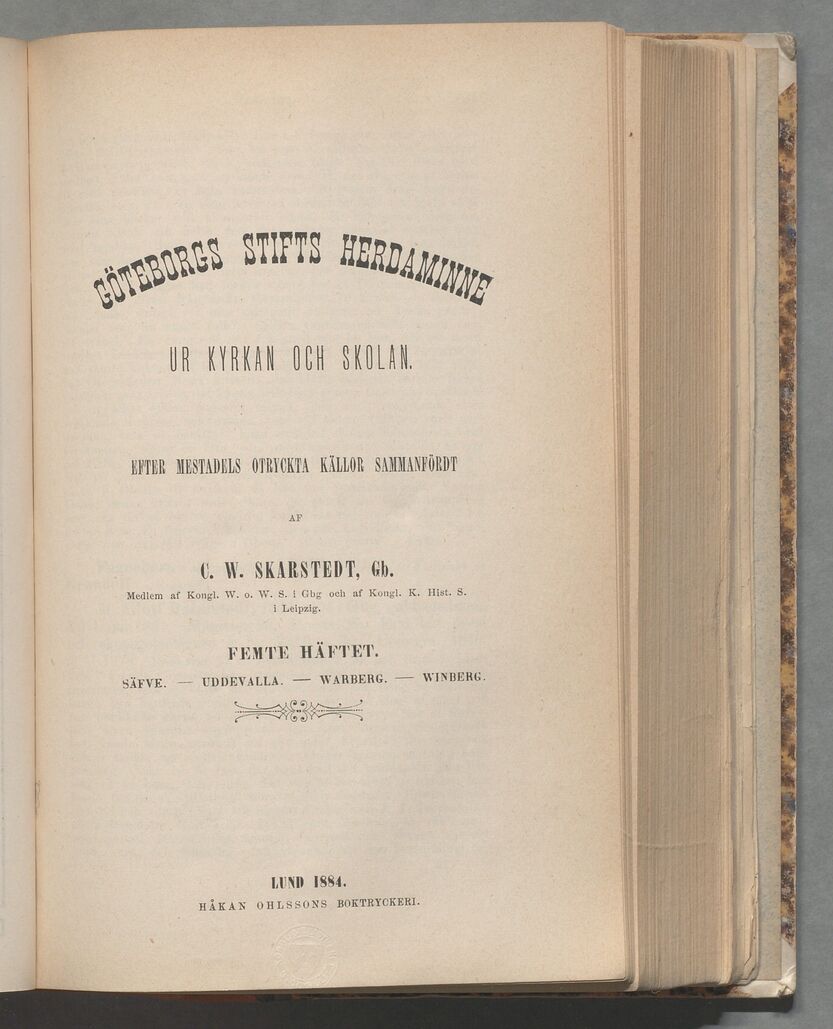 GÖTEBORGS STIFTS HERDAMINNE
UR KYRKAN OCH SKOLAN.
EFTER MESTADELS OTRYCKTA KÄLLOR SAMMANFÖRDT
AF
C. W. SKARSTEDT, Gb.
Medlem af Kongl. W. o. W. S. i Gbg och af Kongl. K. Hist. S.
i Leipzig.
FEMTE HÄFTET.
SÄFVE. — UDDEVALLA. — WARBERG. — WINBERG.
LUND 1884.
HÅKAN OHLSSONS BOKTRYCKERI.